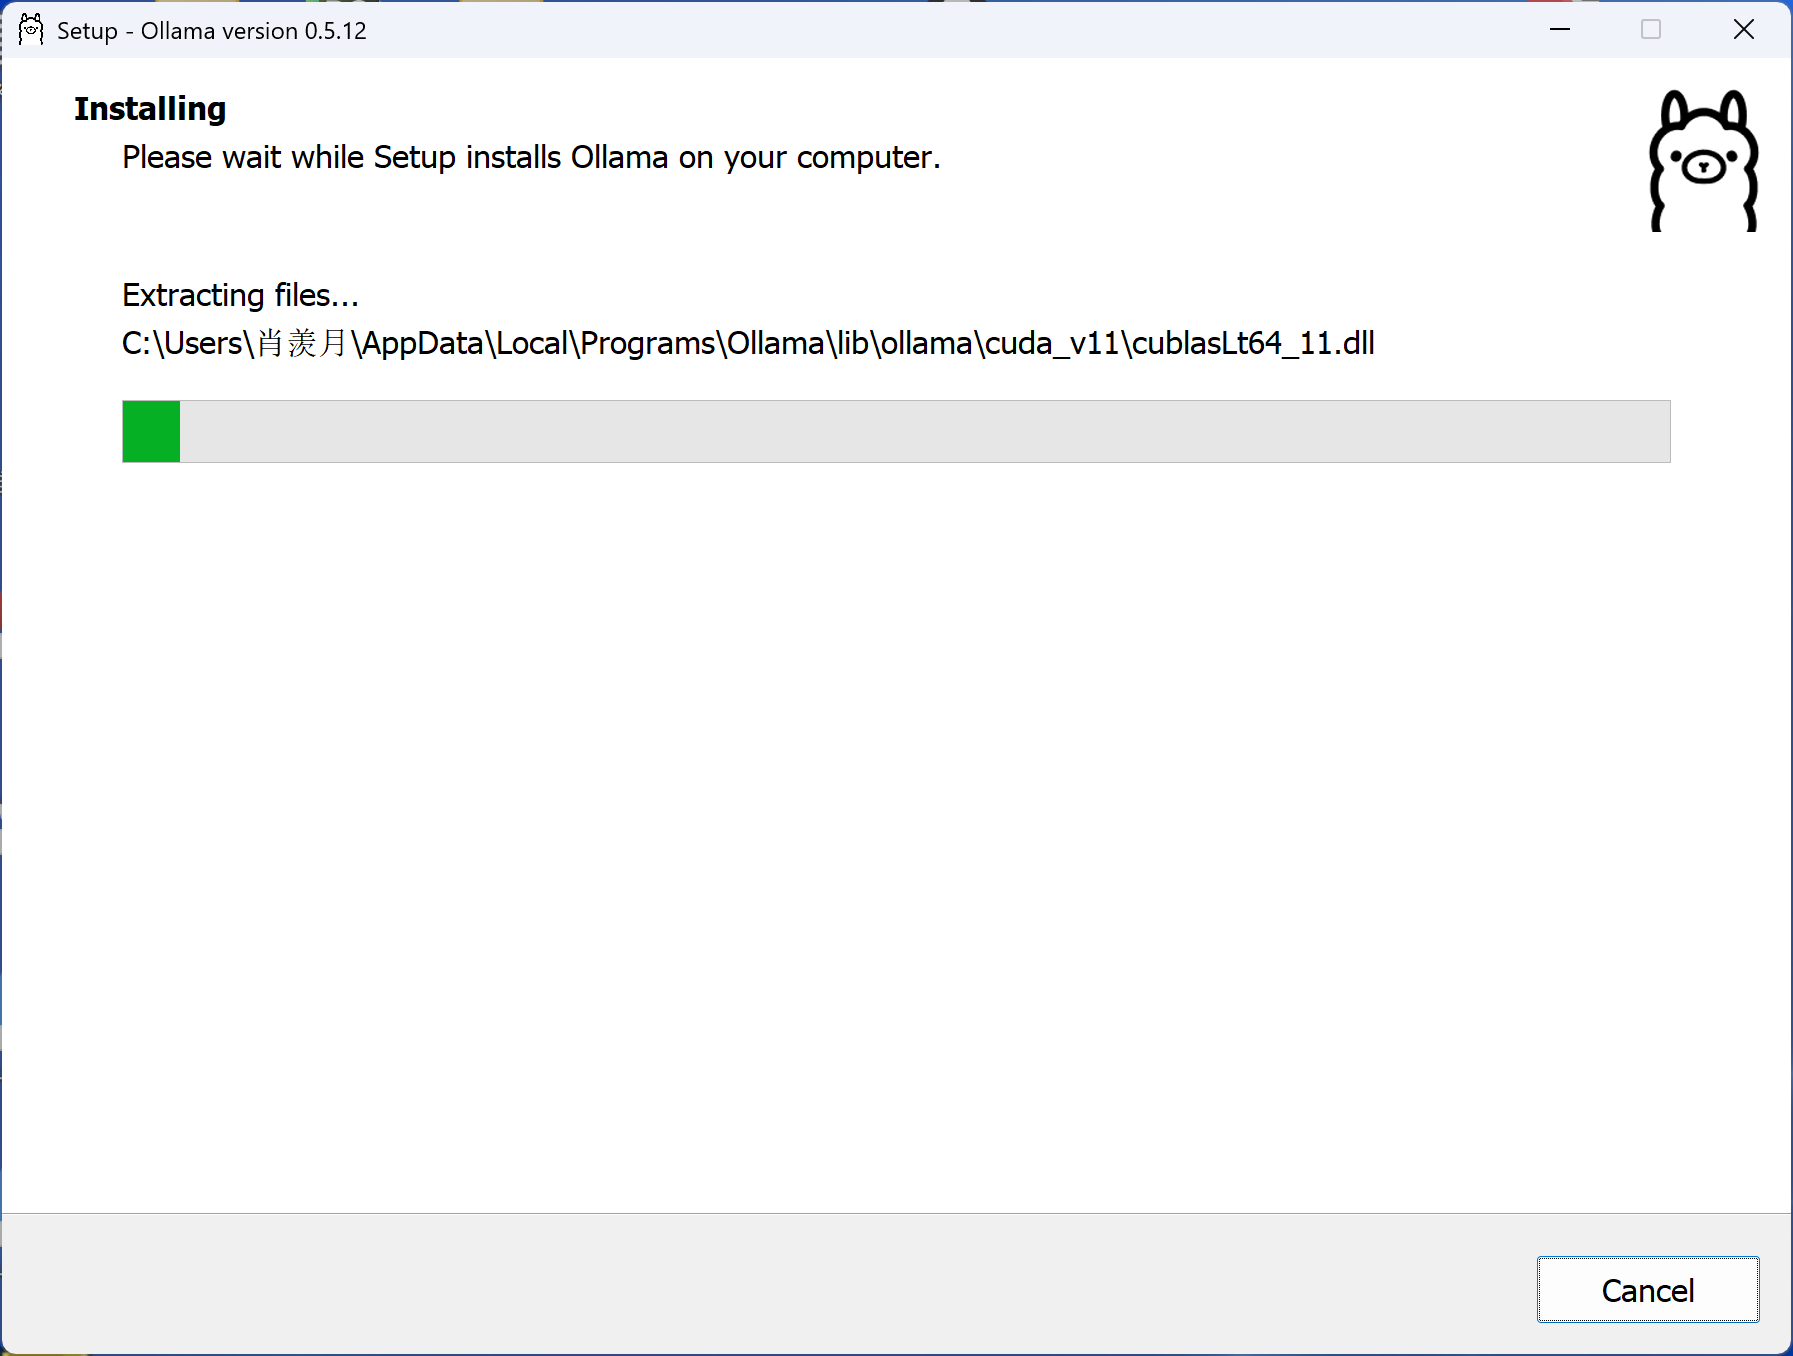 Setup - Ollama version 0.5.12
Installing
Please wait while Setup installs Ollama on your computer.
Extracting files...
C:\Users\肖羡月\AppData\Local\Programs\Ollama\lib\ollama\cuda_v11\cublasLt64_11.dll
Cancel